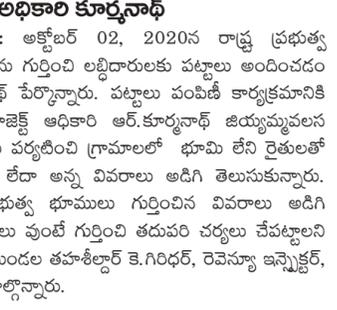 అధికారి కూర్మనాథ్
: అక్టోబర్ 02, 2020న రాష్ట్ర ప్రభుత్వ
ను గుర్తించి లబ్ధిదారులకు పట్టాలు అందించడం
థ్ పేర్కొన్నారు. పట్టాలు పంపిణీ కార్యక్రమానికి
జెక్ట్ అధికారి ఆర్.కూర్మనాథ్ జియ్యమ్మవలస
పర్యటించి గ్రామాలలో భూమి లేని రైతులతో
లేదా అన్న వివరాలు అడిగి తెలుసుకున్నారు.
భుత్వ భూములు గుర్తించిన వివరాలు అడిగి
లు వుంటే గుర్తించి తదుపరి చర్యలు చేపట్టాలని
మండల తహశీల్దార్ కె.గిరిధర్, రెవెన్యూ ఇన్స్పెక్టర్,
ల్గొన్నారు.